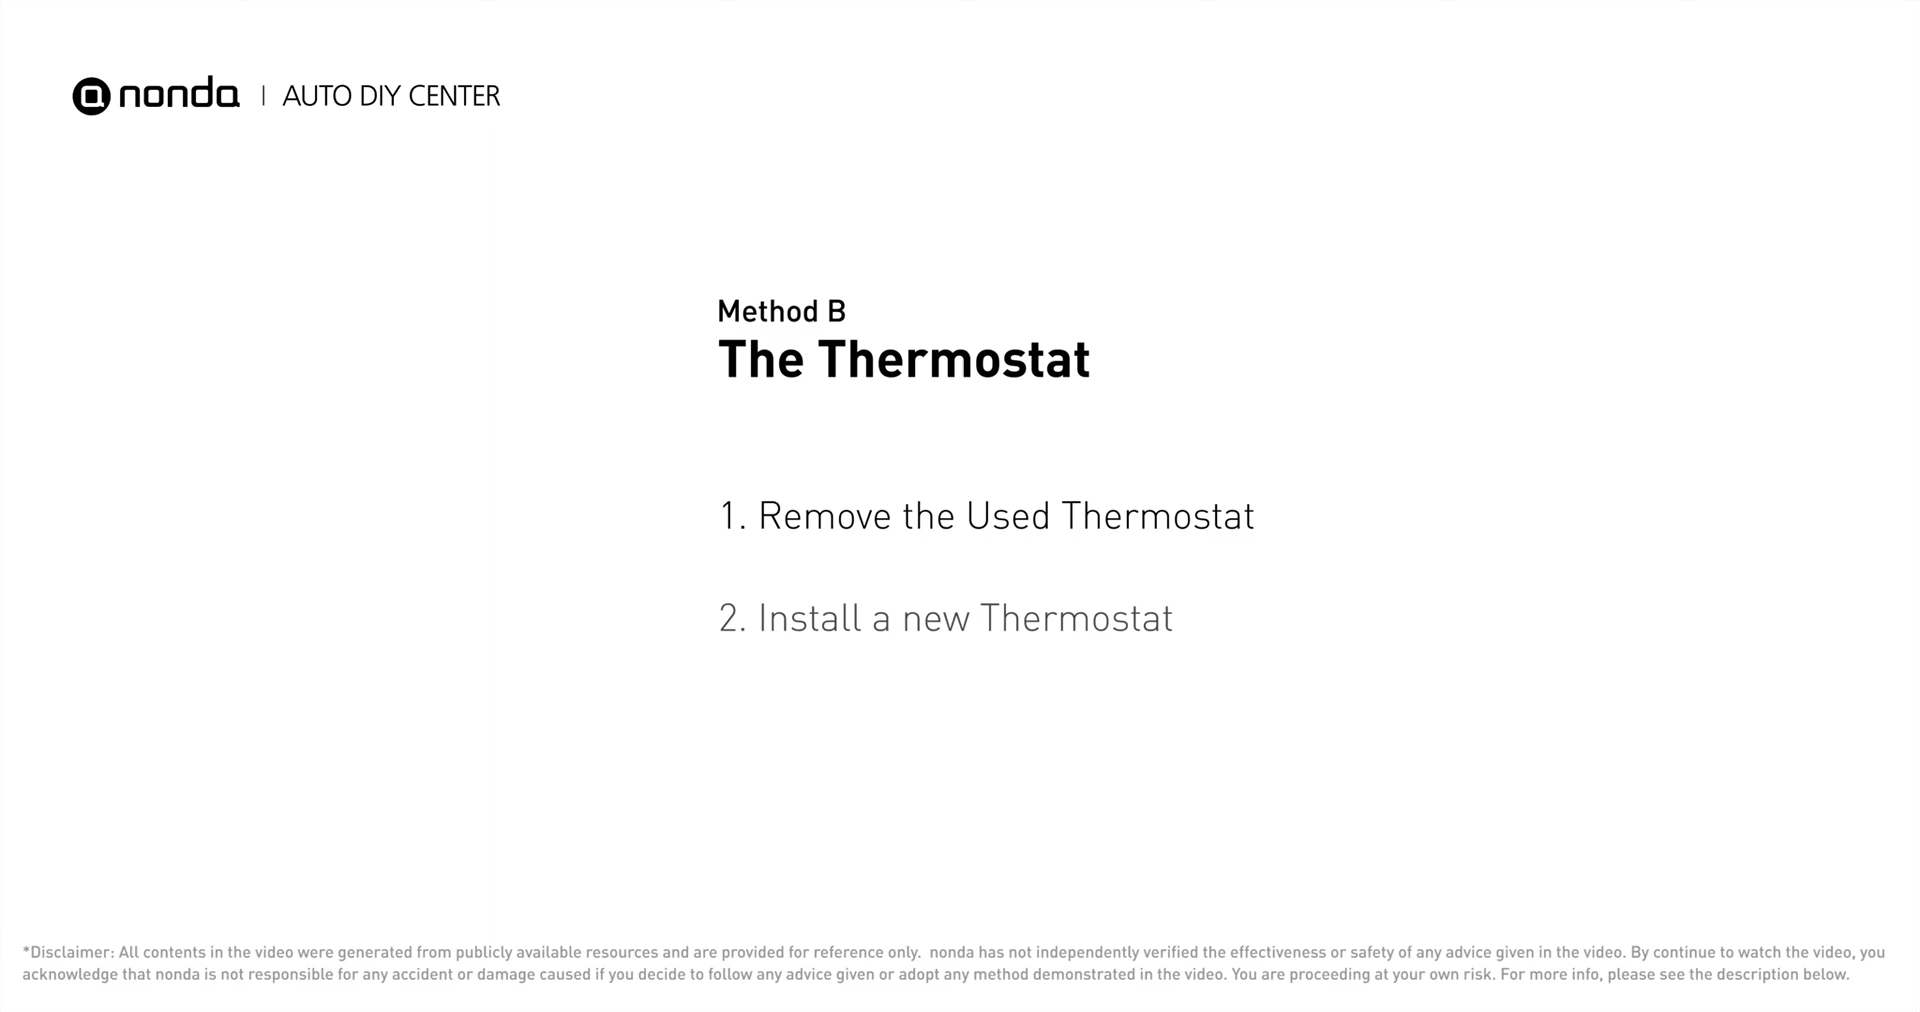 nonda | AUTO DIY CENTER
Method B
The Thermostat
1. Remove the Used Thermostat
2. Install a new Thermostat
*Disclaimer: All contents in the video were generated from publicly available resources and are provided for reference only. nonda has not independently verified the effectiveness or safety of any advice given in the video. By continue to watch the video, you
acknowledge that nonda is not responsible for any accident or damage caused if you decide to follow any advice given or adopt any method demonstrated in the video. You are proceeding at your own risk. For more info, please see the description below.